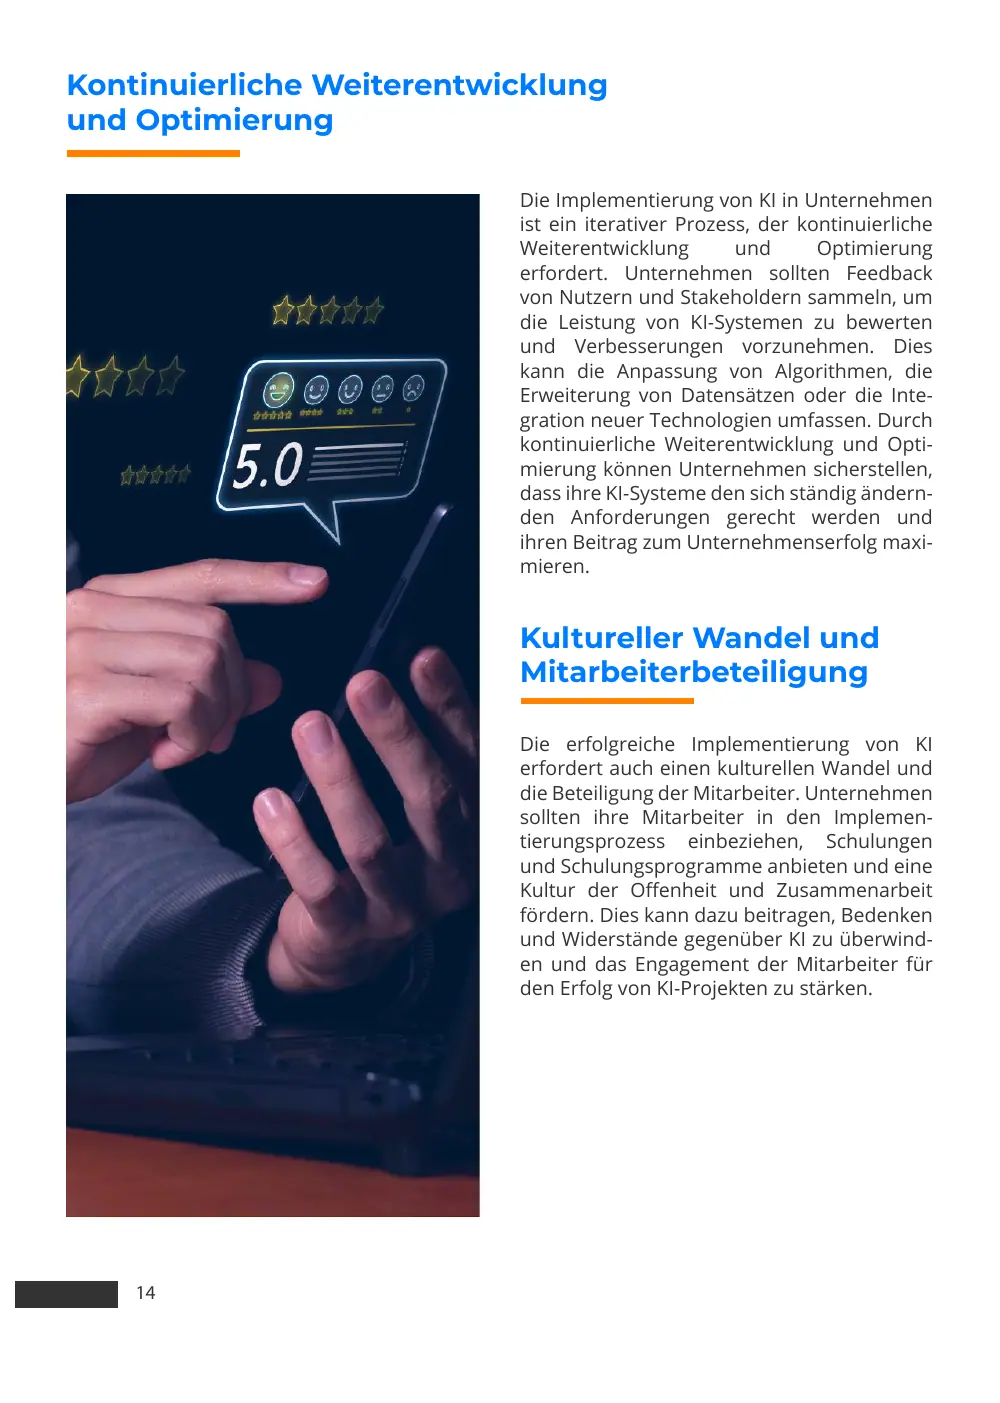 Kontinuierliche Weiterentwicklung
und Optimierung
5.0
Die Implementierung von KI in Unternehmen
ist ein iterativer Prozess, der kontinuierliche
Weiterentwicklung und Optimierung
erfordert. Unternehmen sollten Feedback
von Nutzern und Stakeholdern sammeln, um
die Leistung von KI-Systemen zu bewerten
und Verbesserungen vorzunehmen. Dies
kann die Anpassung von Algorithmen, die
Erweiterung von Datensätzen oder die Inte-
gration neuer Technologien umfassen. Durch
kontinuierliche Weiterentwicklung und Opti-
mierung können Unternehmen sicherstellen,
dass ihre KI-Systeme den sich ständig ändern-
den Anforderungen gerecht werden und
ihren Beitrag zum Unternehmenserfolg maxi-
mieren.
Kultureller Wandel und
Mitarbeiterbeteiligung
Die erfolgreiche Implementierung von KI
erfordert auch einen kulturellen Wandel und
die Beteiligung der Mitarbeiter. Unternehmen
sollten ihre Mitarbeiter in den Implemen-
tierungsprozess einbeziehen, Schulungen
und Schulungsprogramme anbieten und eine
Kultur der Offenheit und Zusammenarbeit
fördern. Dies kann dazu beitragen, Bedenken
und Widerstände gegenüber KI zu überwind-
en und das Engagement der Mitarbeiter für
den Erfolg von KI-Projekten zu stärken.
14